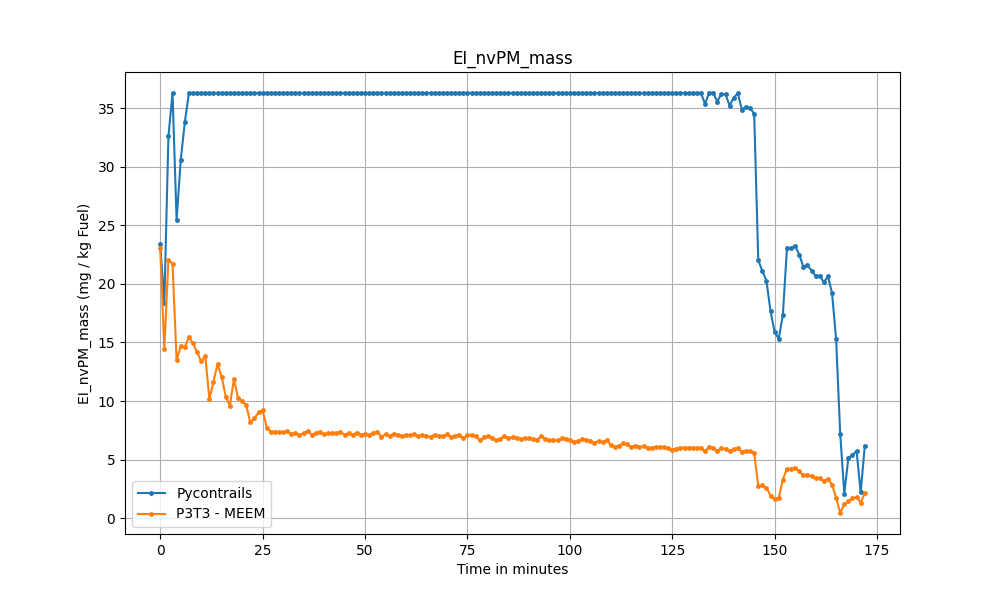 EI_nvPM_mass
EI_nvPM_mass (mg / kg Fuel)
35
30
25
20
15
10
5
0
Pycontrails
P3T3 - MEEM
0 25 50 75 100 125 150 175
Time in minutes